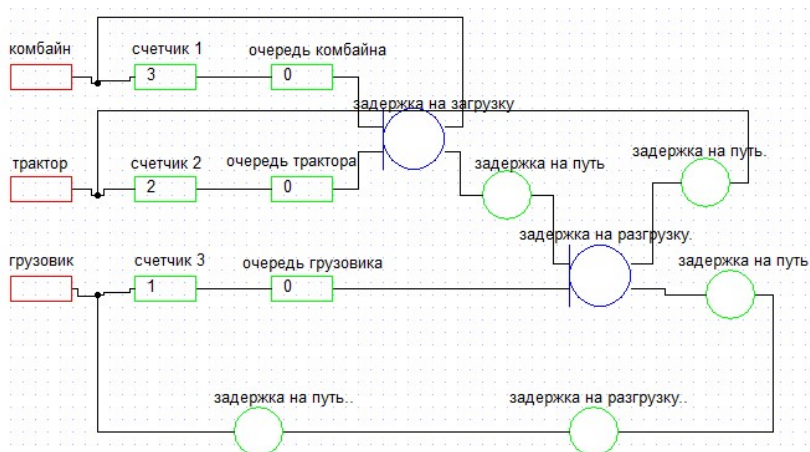 комбайн
счетчик 1
очередь комбайна
3
0
задержка на загрузку
трактор
счетчик 2
очередь трактора
задержка на путь
задержка на путь.
2
0
задержка на разгрузку.
грузовик
счетчик 3
очередь грузовика
задержка на путь
1
0
задержка на путь..
задержка на разгрузку..